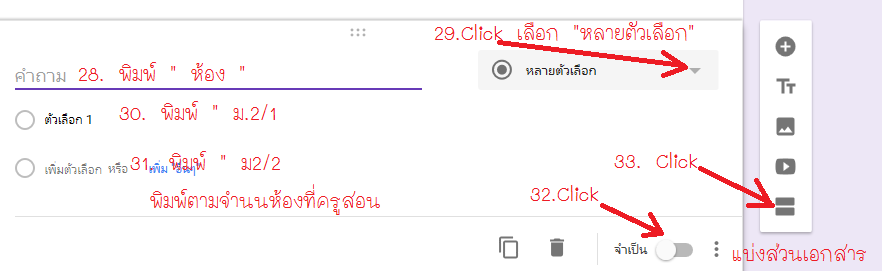 29.Click เลือก "หลายตัวเลือก"
คำถาม 28. พิมพ์ " ห้อง "
หลายตัวเลือก
Tт
ตัวเลือก 1 30. พิมพ์ " ม.2/1
เพิ่มตัวเลือก หรือ เพิ่ม "อื่นๆ" 31. พิมพ์ " ม2/2
33. Click
พิมพ์ตามจำนนห้องที่ครูสอน
32.Click
จำเป็น
แบ่งส่วนเอกสาร